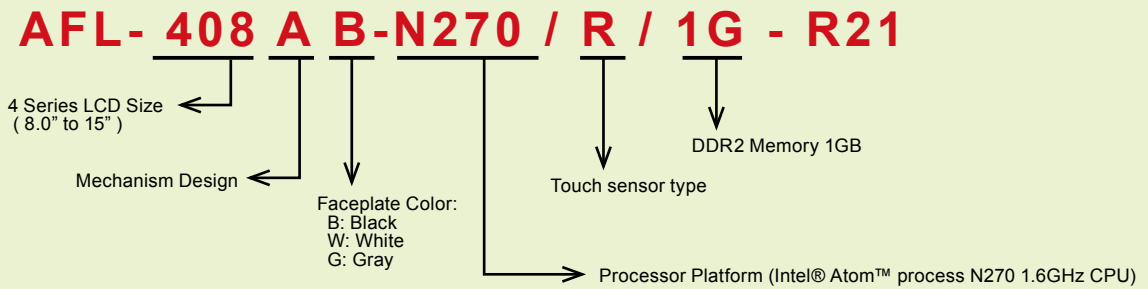 AFL- 408 A B-N270 / R / 1G - R21
4 Series LCD Size
( 8.0” to 15” )
DDR2 Memory 1GB
Mechanism Design
Touch sensor type
Faceplate Color:
B: Black
W: White
G: Gray
Processor Platform (Intel® Atom™ process N270 1.6GHz CPU)